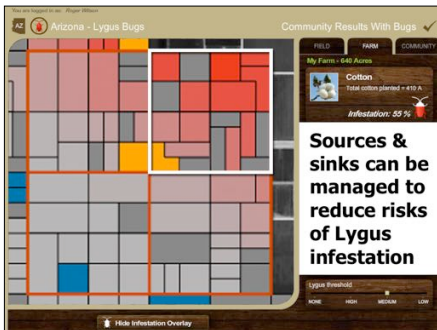 You are logged in as: Roger Wilson
AZ Arizona - Lygus Bugs
Community Results With Bugs
FIELD FARM COMMUNITY
My Farm - 640 Acres
Cotton
Total cotton planted = 410 A
Infestation: 55 %
Sources &
sinks can be
managed to
reduce risks
of Lygus
infestation
Lygus threshold
NONE HIGH MEDIUM LOW
Hide Infestation Overlay